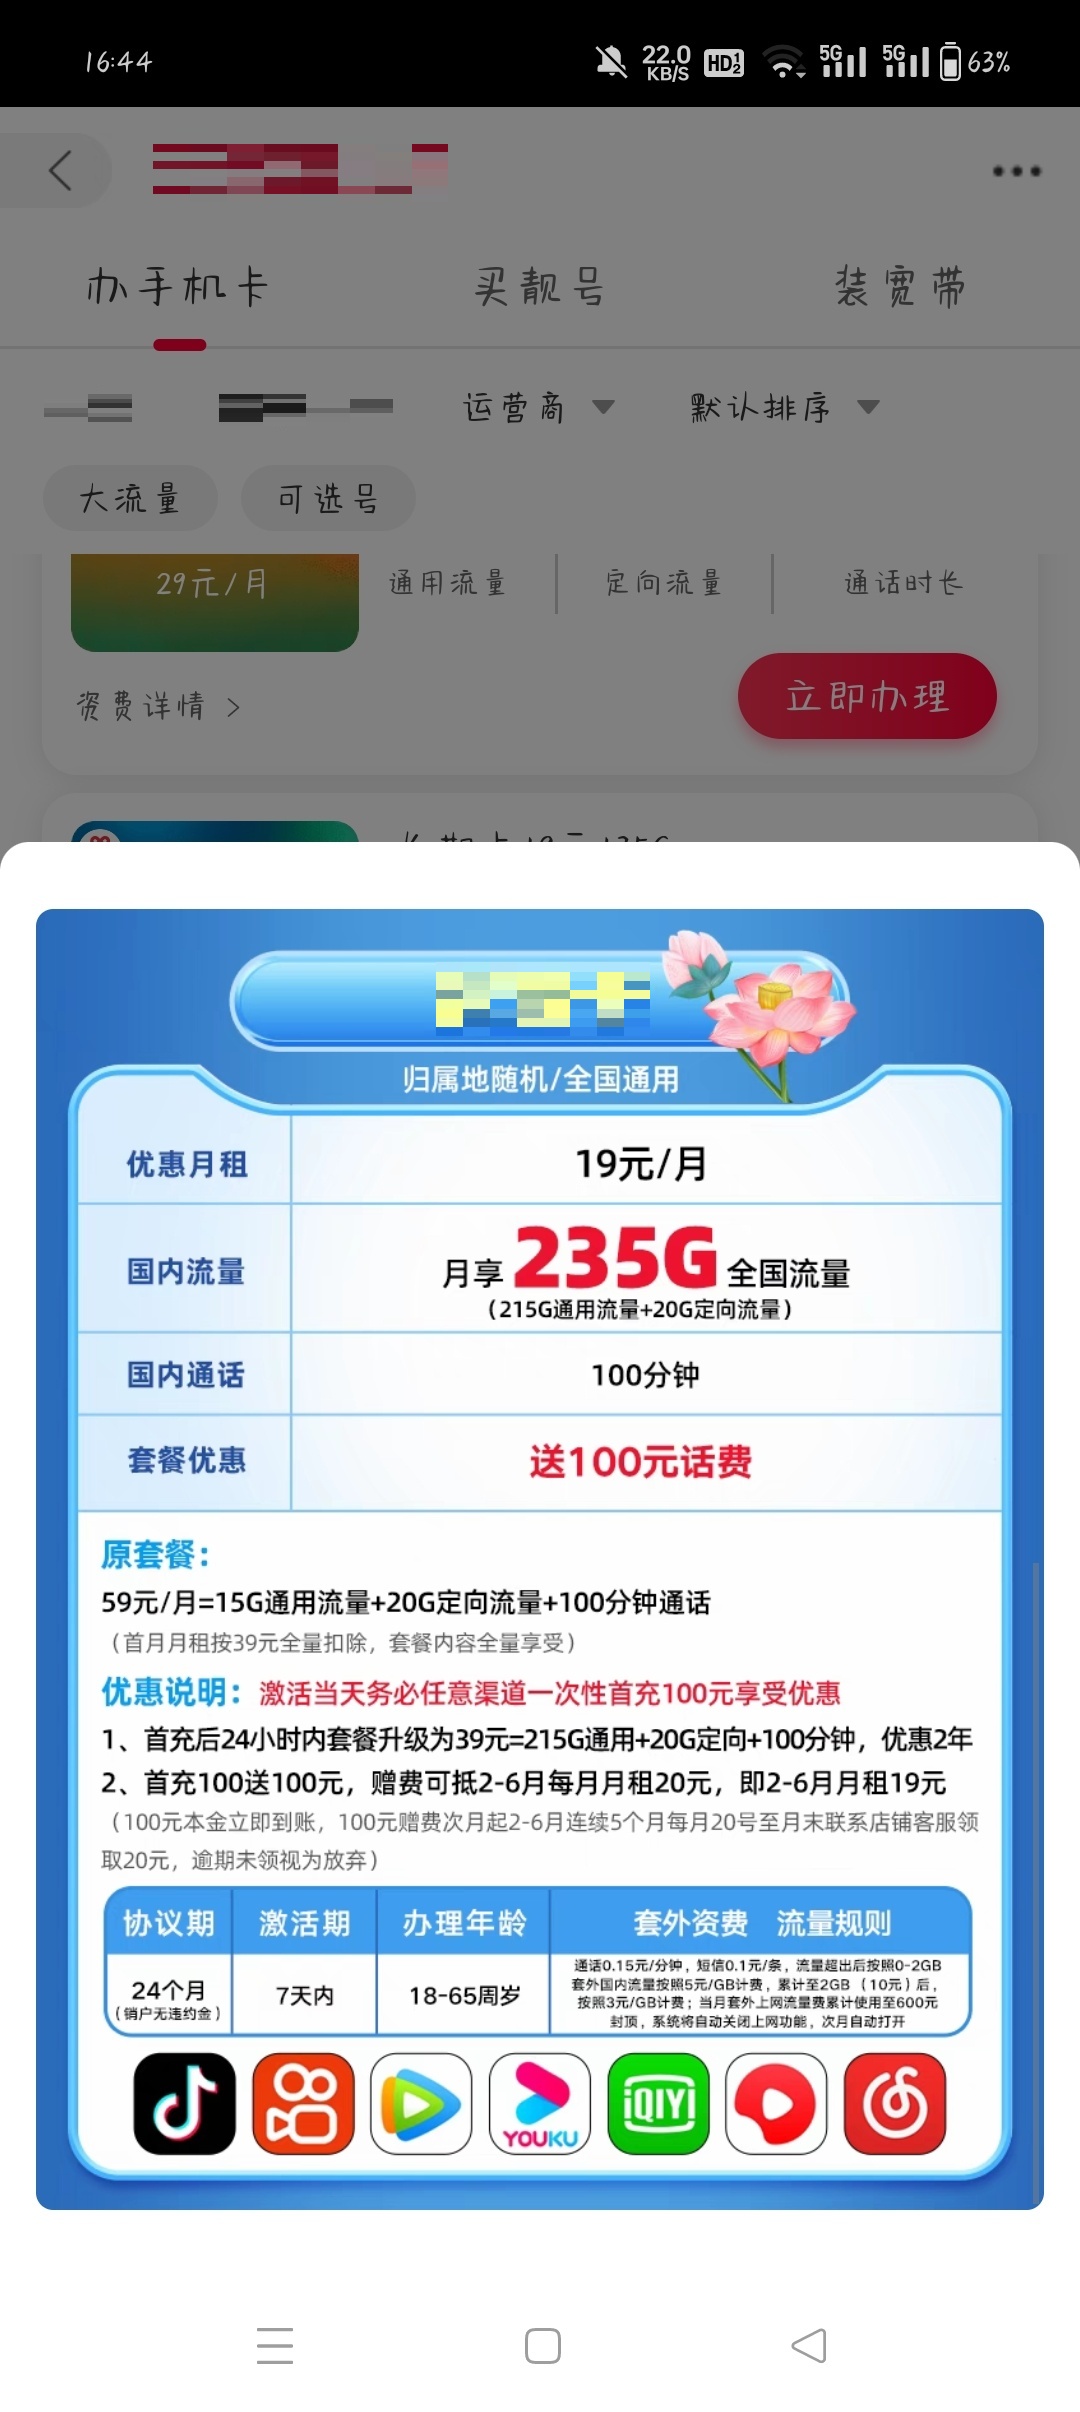 16:44
22.0
KB/S
HD 1 2
5G
5G
63%
办手机卡
买靓号
装宽带
运营商
默认排序
大流量
可选号
29元/月
通用流量
定向流量
通话时长
资费详情 >
立即办理
归属地随机/全国通用
优惠月租
19元/月
国内流量
月享235G全国流量
（215G通用流量+20G定向流量）
国内通话
100分钟
套餐优惠
送100元话费
原套餐：
59元/月=15G通用流量+20G定向流量+100分钟通话
（首月月租按39元全量扣除，套餐内容全量享受）
优惠说明：激活当天务必任意渠道一次性首充100元享受优惠
1、首充后24小时内套餐升级为39元=215G通用+20G定向+100分钟，优惠2年
2、首充100送100元，赠费可抵2-6月每月月租20元，即2-6月月租19元
（100元本金立即到账，100元赠费次月起2-6月连续5个月每月20号至月末联系店铺客服领
取20元，逾期未领视为放弃）
协议期
激活期
办理年龄
套外资费 流量规则
24个月
（销户无违约金）
7天内
18-65周岁
通话0.15元/分钟，短信0.1元/条，流量超出后按照0-2GB
套外国内流量按照5元/GB计费，累计至2GB（10元）后，
按照3元/GB计费；当月套外上网流量费累计使用至600元
封顶，系统将自动关闭上网功能，次月自动打开
YOUKU
iQIYI